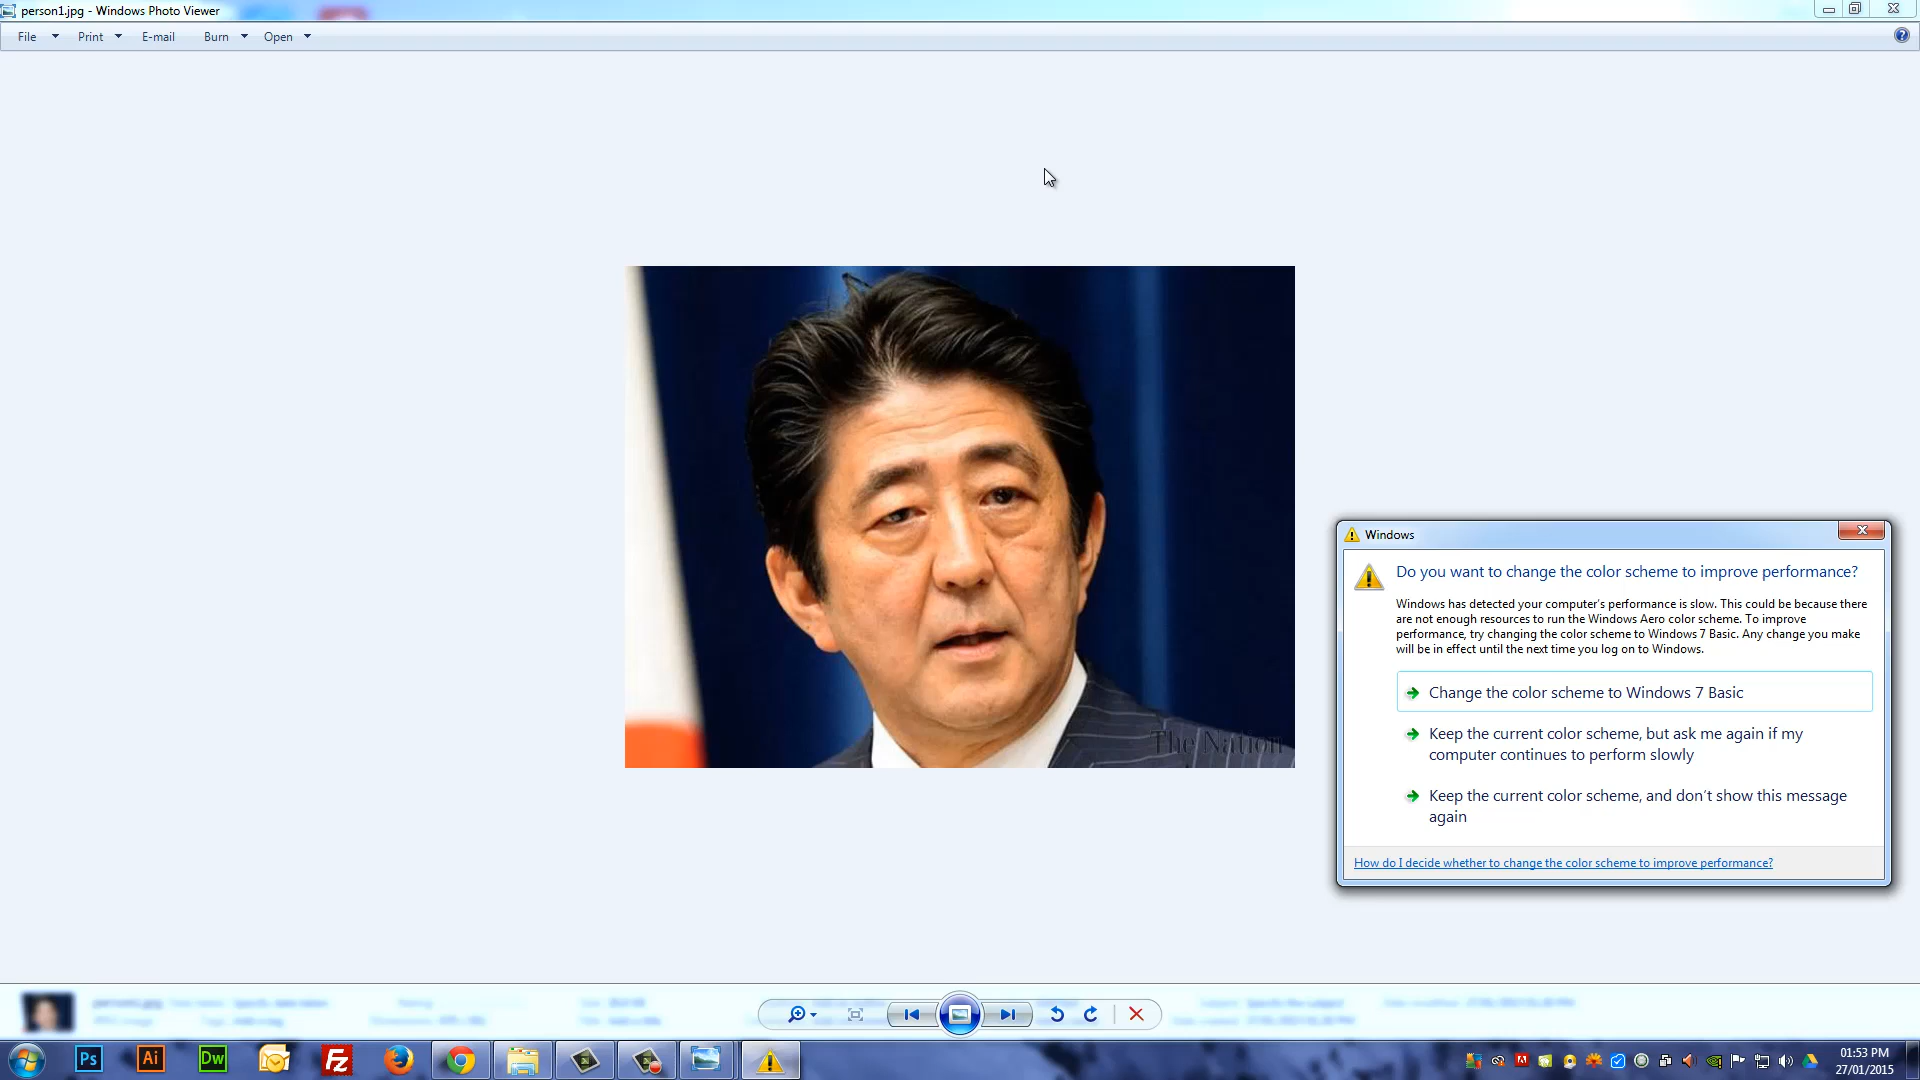 person1.jpg - Windows Photo Viewer
File Print E-mail Burn Open
The Nation
Windows
Do you want to change the color scheme to improve performance?
Windows has detected your computer's performance is slow. This could be because there
are not enough resources to run the Windows Aero color scheme. To improve
performance, try changing the color scheme to Windows 7 Basic. Any change you make
will be in effect until the next time you log on to Windows.
Change the color scheme to Windows 7 Basic
Keep the current color scheme, but ask me again if my
computer continues to perform slowly
Keep the current color scheme, and don't show this message
again
How do I decide whether to change the color scheme to improve performance?
Ps Ai Dw Fz
01:53 PM
27/01/2015